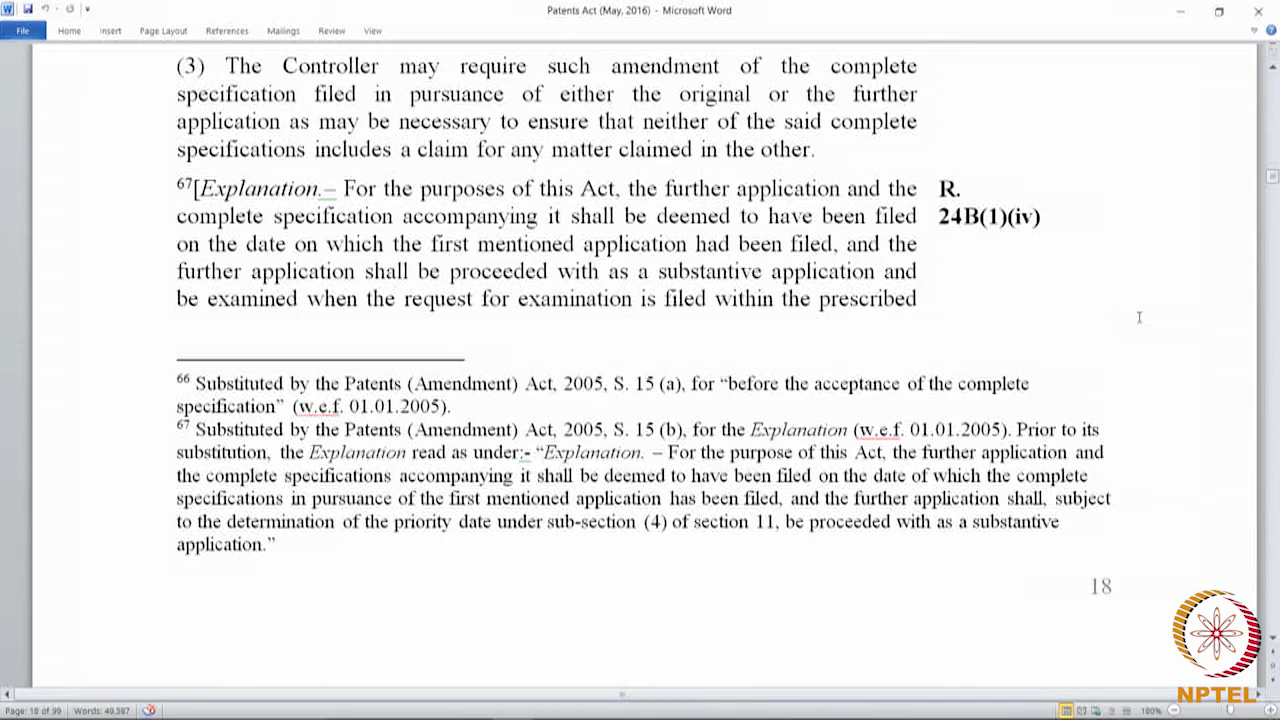 Patents Act (May, 2016) - Microsoft Word
File Home Insert Page Layout References Mailings Review View
(3) The Controller may require such amendment of the complete
specification filed in pursuance of either the original or the further
application as may be necessary to ensure that neither of the said complete
specifications includes a claim for any matter claimed in the other.
67[Explanation.– For the purposes of this Act, the further application and the
R.
complete specification accompanying it shall be deemed to have been filed
24B(1)(iv)
on the date on which the first mentioned application had been filed, and the
further application shall be proceeded with as a substantive application and
be examined when the request for examination is filed within the prescribed
66 Substituted by the Patents (Amendment) Act, 2005, S. 15 (a), for “before the acceptance of the complete
specification” (w.e.f. 01.01.2005).
67 Substituted by the Patents (Amendment) Act, 2005, S. 15 (b), for the Explanation (w.e.f. 01.01.2005). Prior to its
substitution, the Explanation read as under:- “Explanation. – For the purpose of this Act, the further application and
the complete specifications accompanying it shall be deemed to have been filed on the date of which the complete
specifications in pursuance of the first mentioned application has been filed, and the further application shall, subject
to the determination of the priority date under sub-section (4) of section 11, be proceeded with as a substantive
application.”
18
NPTEL
Page: 18 of 99 Words: 49,587 100%